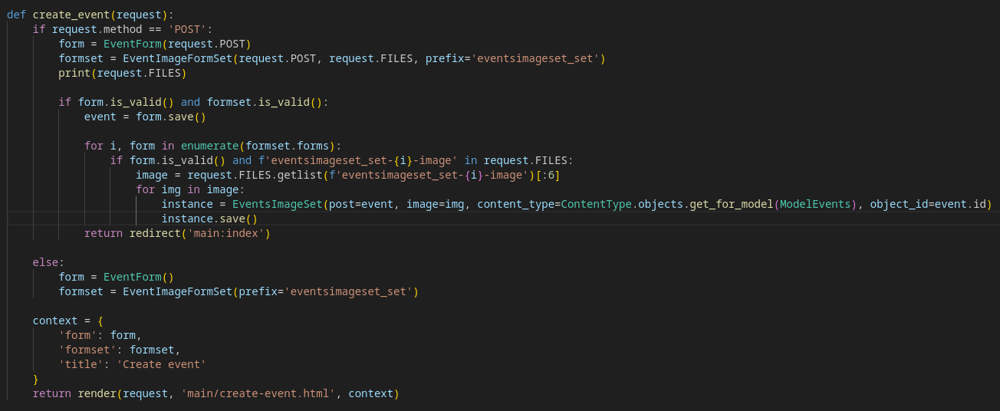 def create_event(request):
    if request.method == 'POST':
        form = EventForm(request.POST)
        formset = EventImageFormSet(request.POST, request.FILES, prefix='eventsimageset_set')
        print(request.FILES)

        if form.is_valid() and formset.is_valid():
            event = form.save()

            for i, form in enumerate(formset.forms):
                if form.is_valid() and f'eventsimageset_set-{i}-image' in request.FILES:
                    image = request.FILES.getlist(f'eventsimageset_set-{i}-image')[:6]
                    for img in image:
                        instance = EventsImageSet(post=event, image=img, content_type=ContentType.objects.get_for_model(ModelEvents), object_id=event.id)
                        instance.save()
            return redirect('main:index')

    else:
        form = EventForm()
        formset = EventImageFormSet(prefix='eventsimageset_set')

    context = {
        'form': form,
        'formset': formset,
        'title': 'Create event'
    }
    return render(request, 'main/create-event.html', context)